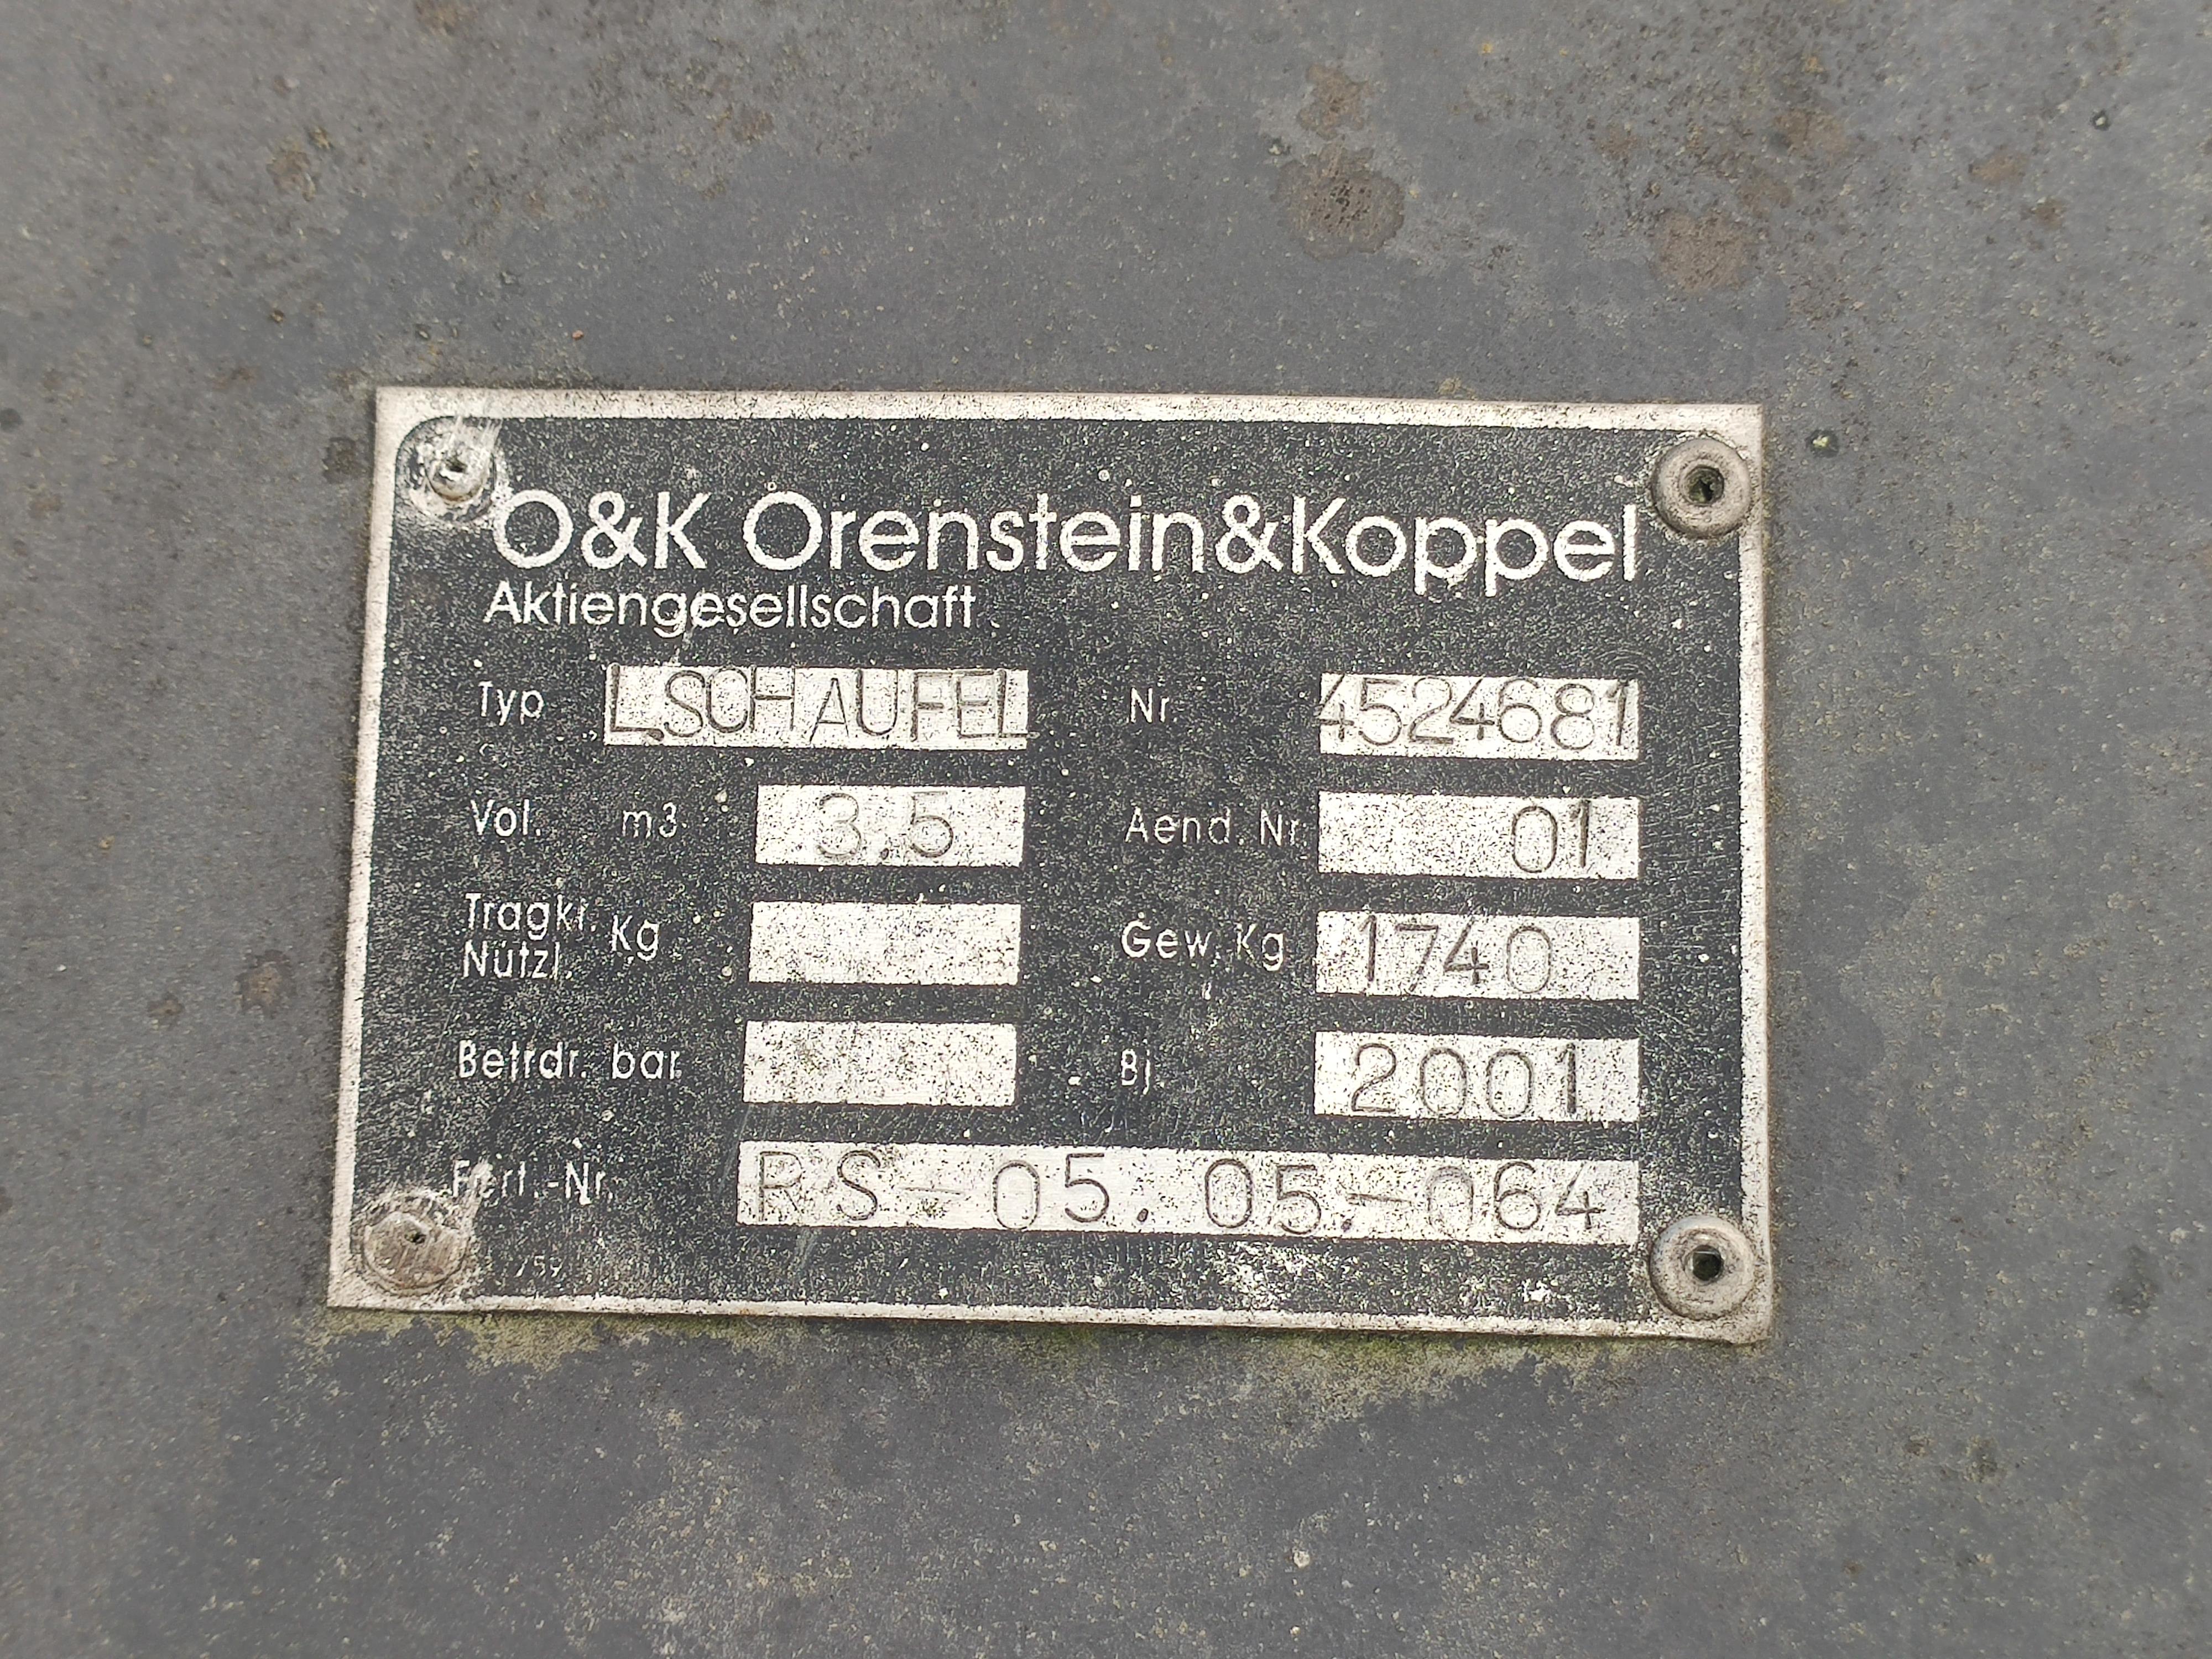 O&K Orenstein&Koppel
Aktiengesellschaft
Typ L.SCHAUFEL Nr 4524681
Vol. m3 3.5 Aend. Nr. 01
Tragkr. Nutzl. Kg Gew. Kg 1740
Betrdr. bar Bj. 2001
Fert.-Nr. RS-05.05.-064